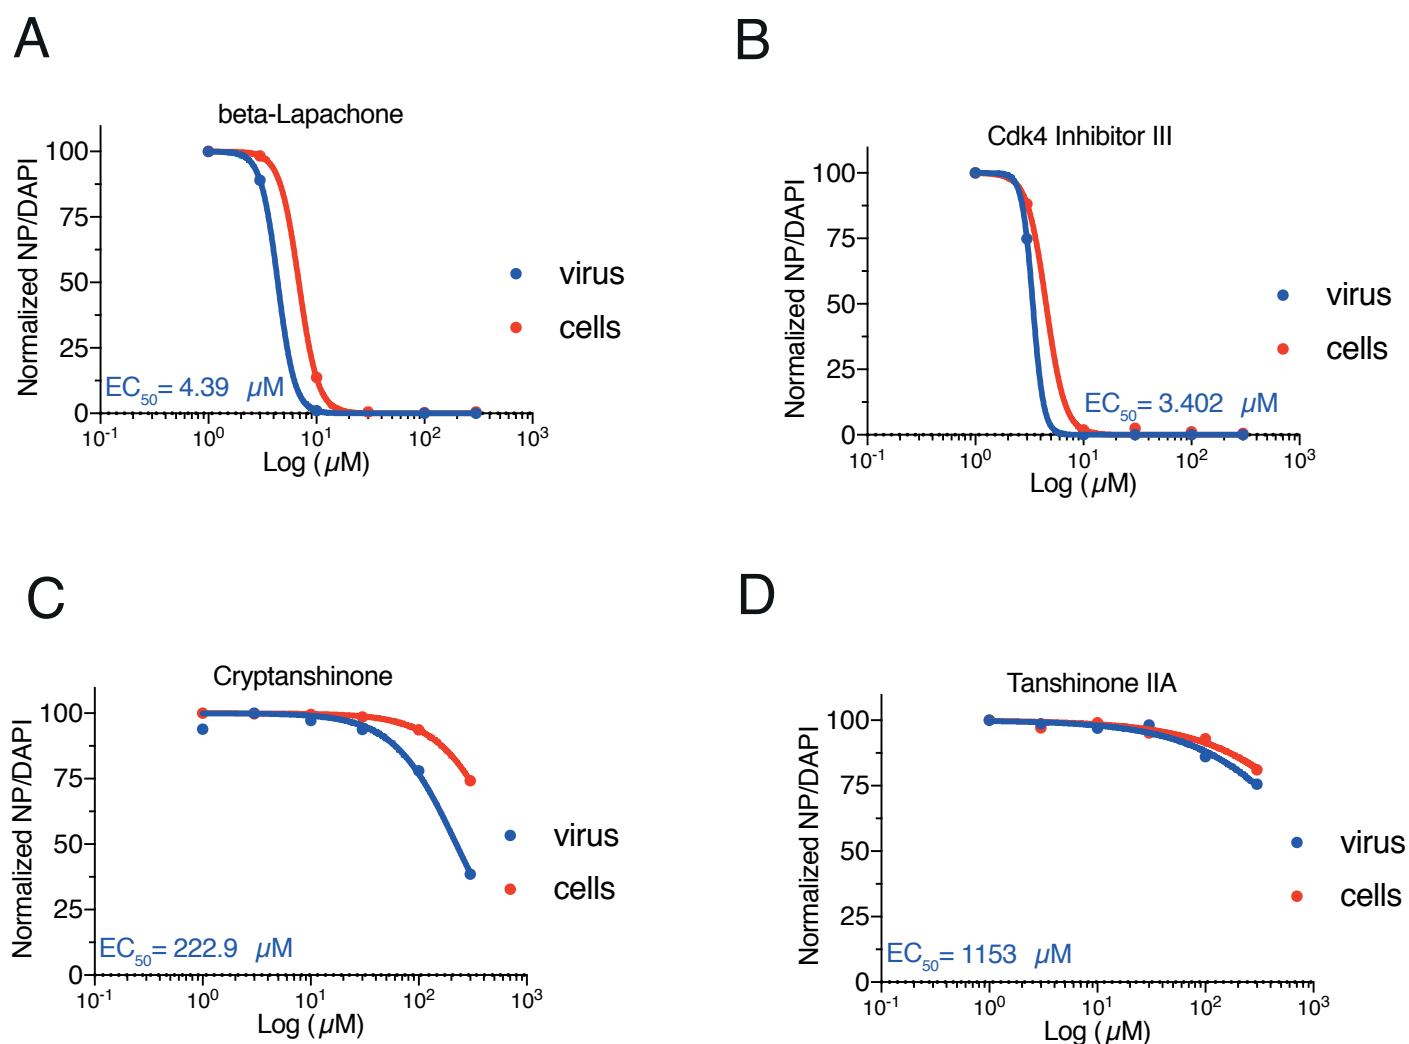 A
beta-Lapachone
Normalized NP/DAPI
100
75
50
25
0
EC50= 4.39 µM
10-1
100
101
102
103
Log (µM)
virus
cells
B
Cdk4 Inhibitor III
Normalized NP/DAPI
100
75
50
25
0
EC50= 3.402 µM
10-1
100
101
102
103
Log (µM)
virus
cells
C
Cryptanshinone
Normalized NP/DAPI
100
75
50
25
0
EC50= 222.9 µM
10-1
100
101
102
103
Log (µM)
virus
cells
D
Tanshinone IIA
Normalized NP/DAPI
100
75
50
25
0
EC50= 1153 µM
10-1
100
101
102
103
Log (µM)
virus
cells